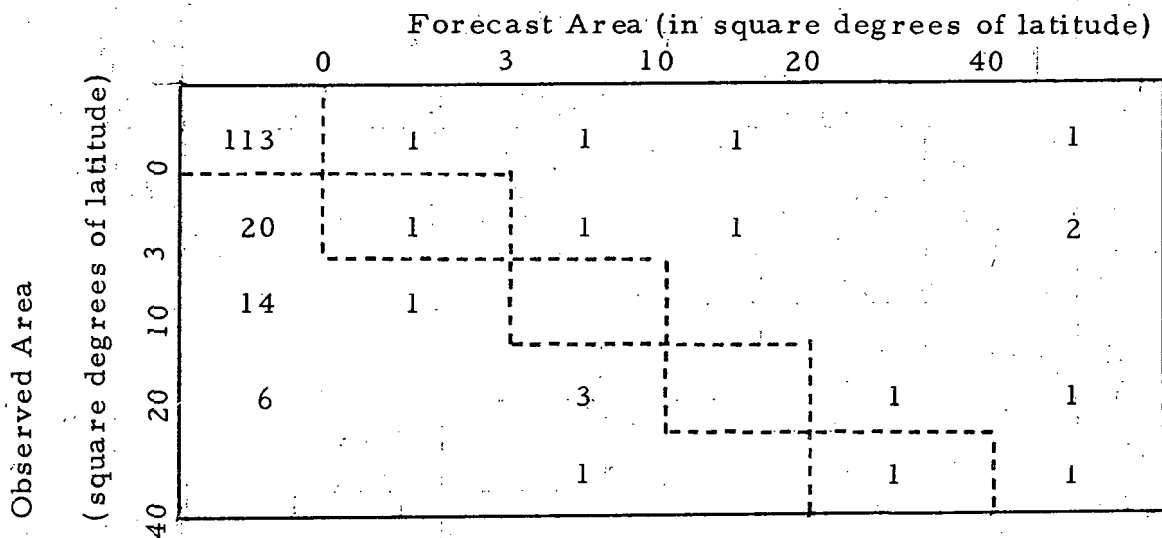 Forecast Area (in square degrees of latitude)
0 3 10 20 40
Observed Area
(square degrees of latitude)
113 1 1 1 1
0
20 1 1 1 2
3
14 1
10
6 3 1 1
20
1 1 1
40